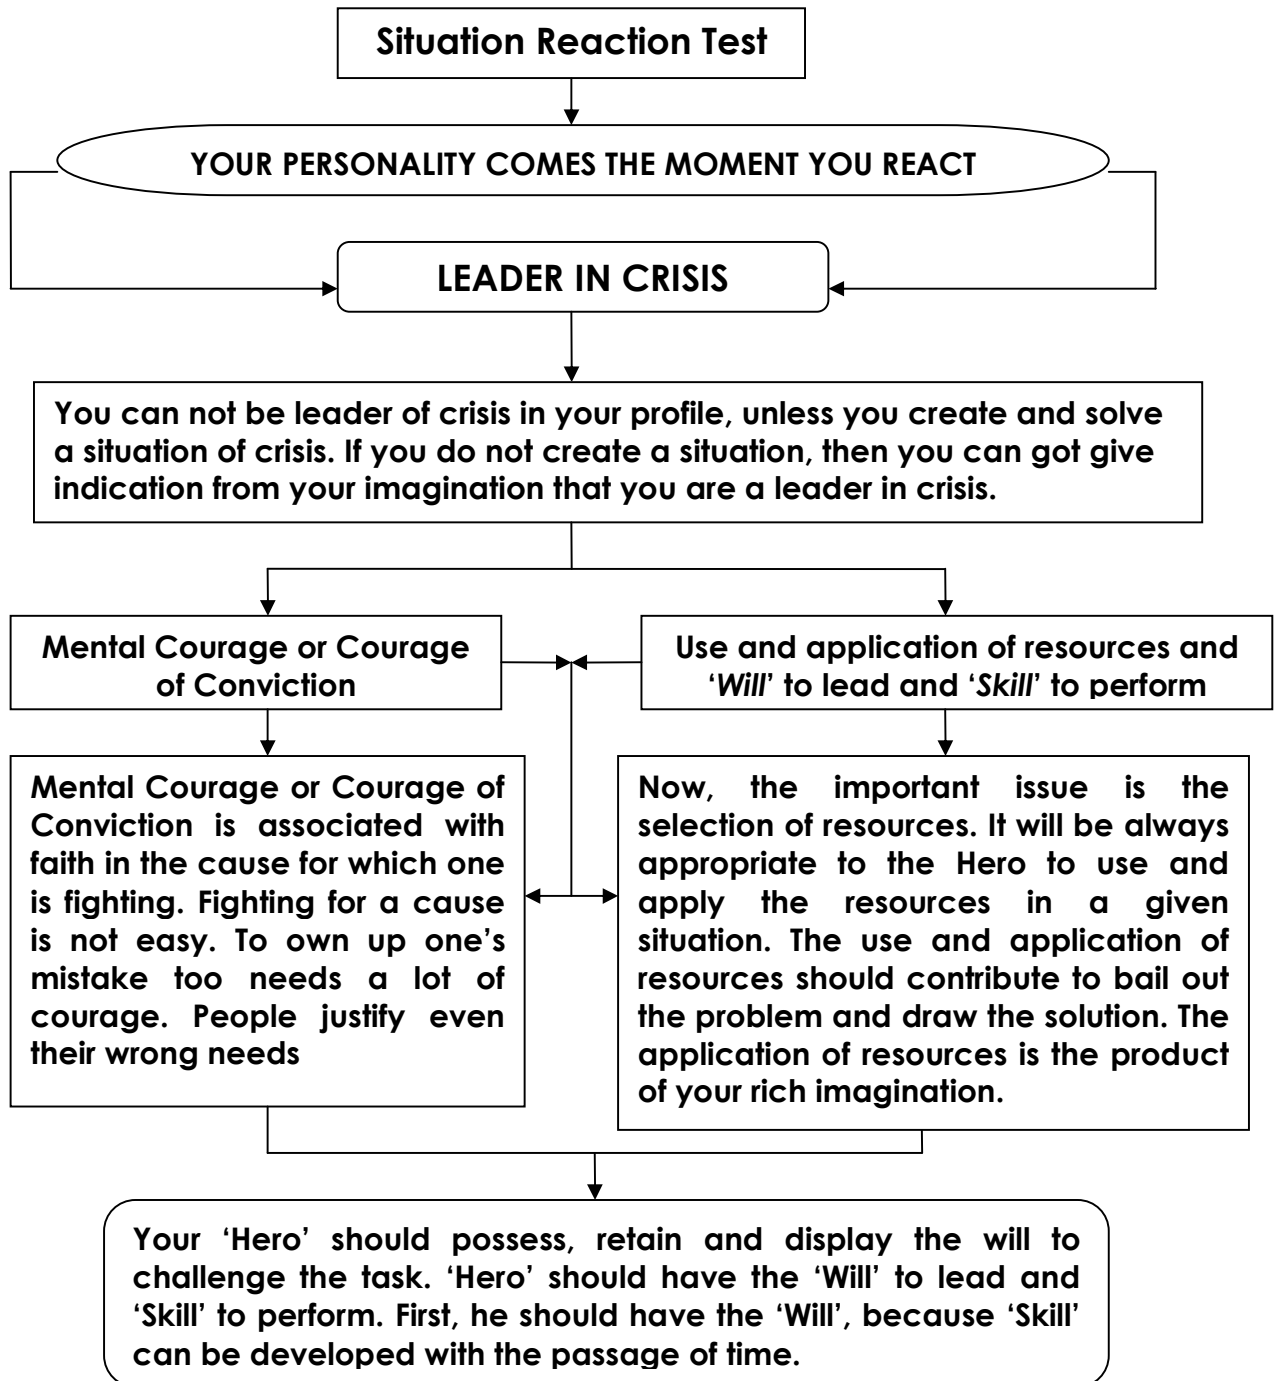 Situation Reaction Test
YOUR PERSONALITY COMES THE MOMENT YOU REACT
LEADER IN CRISIS
You can not be leader of crisis in your profile, unless you create and solve
a situation of crisis. If you do not create a situation, then you can got give
indication from your imagination that you are a leader in crisis.
Mental Courage or Courage
of Conviction
Use and application of resources and
‘Will’ to lead and ‘Skill’ to perform
Mental Courage or Courage of
Conviction is associated with
faith in the cause for which one
is fighting. Fighting for a cause
is not easy. To own up one’s
mistake too needs a lot of
courage. People justify even
their wrong needs
Now, the important issue is the
selection of resources. It will be always
appropriate to the Hero to use and
apply the resources in a given
situation. The use and application of
resources should contribute to bail out
the problem and draw the solution. The
application of resources is the product
of your rich imagination.
Your ‘Hero’ should possess, retain and display the will to
challenge the task. ‘Hero’ should have the ‘Will’ to lead and
‘Skill’ to perform. First, he should have the ‘Will’, because ‘Skill’
can be developed with the passage of time.